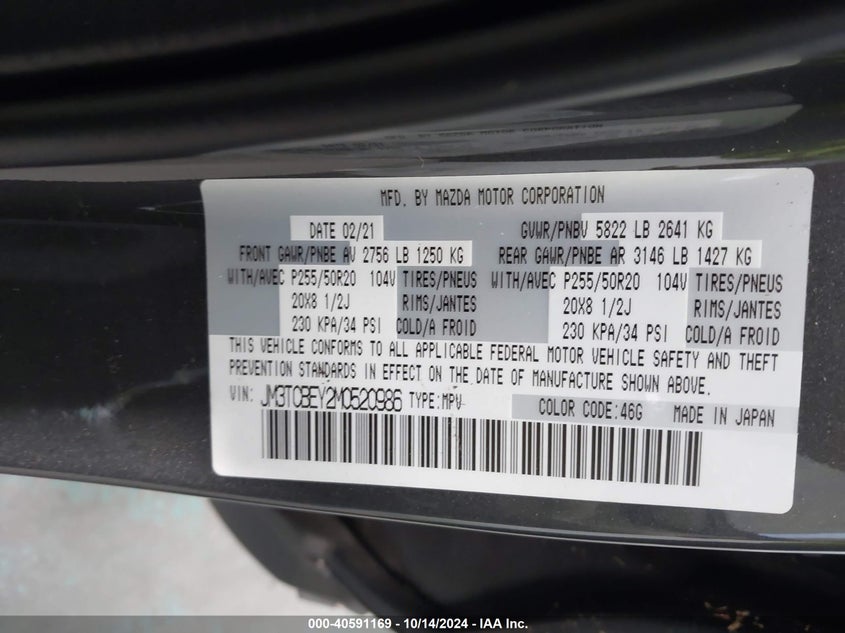 MFD. BY MAZDA MOTOR CORPORATION
DATE 02/21 GVWR/PNBV 5822 LB 2641 KG
FRONT GAWR/PNBE AV 2756 LB 1250 KG REAR GAWR/PNBE AR 3146 LB 1427 KG
WITH/AVEC P255/50R20 104V TIRES/PNEUS WITH/AVEC P255/50R20 104V TIRES/PNEUS
20X8 1/2J RIMS/JANTES 20X8 1/2J RIMS/JANTES
230 KPA/34 PSI COLD/A FROID 230 KPA/34 PSI COLD/A FROID
THIS VEHICLE CONFORMS TO ALL APPLICABLE FEDERAL MOTOR VEHICLE SAFETY AND THEFT
PREVENTION STANDARDS IN EFFECT ON THE DATE OF MANUFACTURE SHOWN ABOVE.
VIN: JM3TCBEY2M0520986 TYPE:MPV COLOR CODE:46G MADE IN JAPAN
000-40591169 - 10/14/2024 - IAA Inc.